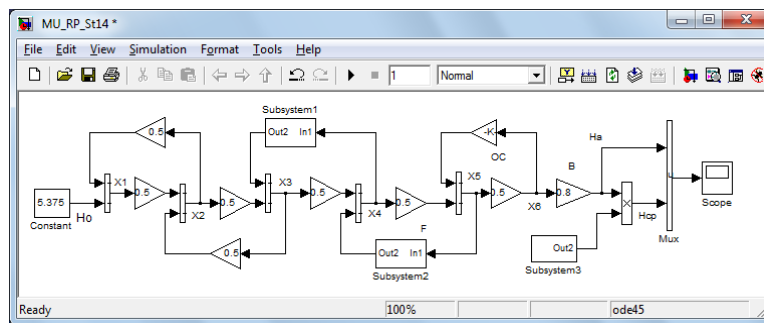 MU_RP_St14 *
File Edit View Simulation Format Tools Help
1 Normal
Subsystem1
0.5 Out2 In1 -K- Ha
OC B
X1 X3 X5
0.5 0.5 0.5 0.5 0.5 0.8
5.375 X2 X4 X6 Scope
Constant Ho Hcp
F Mux
0.5 Out2 In1 Out2
Subsystem2 Subsystem3
Ready 100% ode45